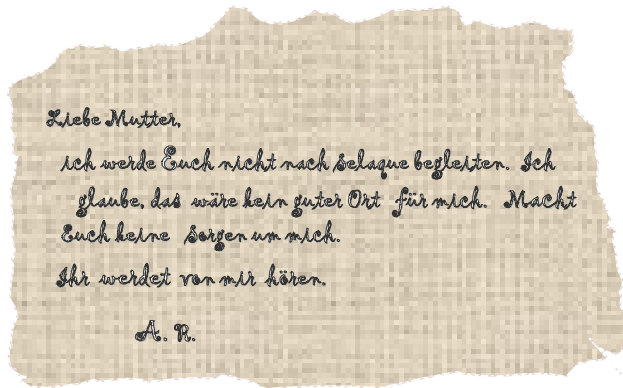 Liebe Mutter,
ich werde Euch nicht nach Selaque begleiten. Ich
glaube, das wäre kein guter Ort für mich. Macht
Euch keine Sorgen um mich.
Ihr werdet von mir hören.
A. R.